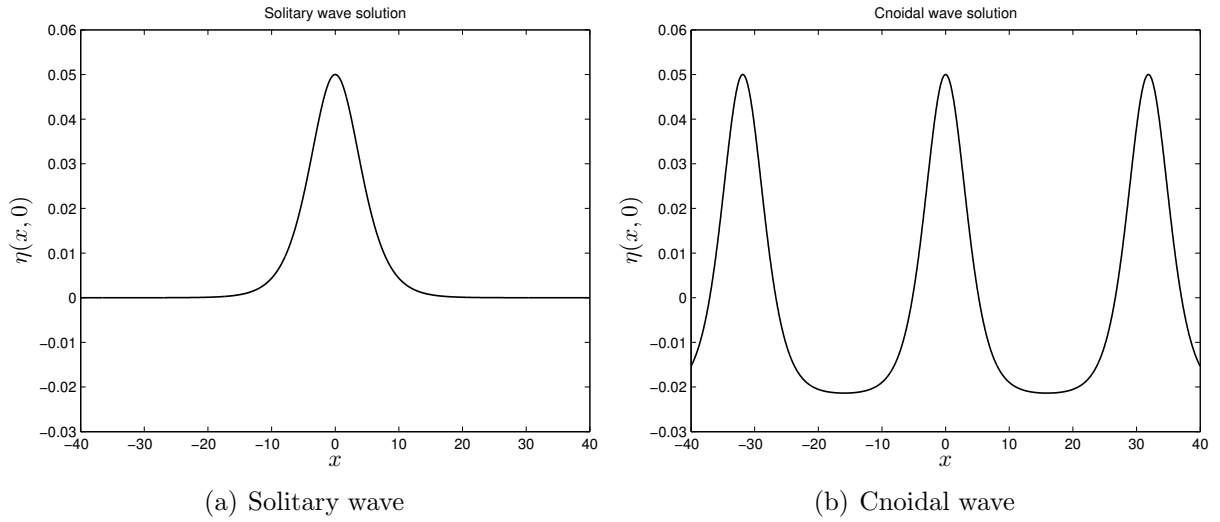 Solitary wave solution
0.06
0.05
0.04
0.03
0.02
0.01
0
−0.01
−0.02
−0.03
η(x, 0)
−40 −30 −20 −10 0 10 20 30 40
x
(a) Solitary wave
Cnoidal wave solution
0.06
0.05
0.04
0.03
0.02
0.01
0
−0.01
−0.02
−0.03
η(x, 0)
−40 −30 −20 −10 0 10 20 30 40
x
(b) Cnoidal wave